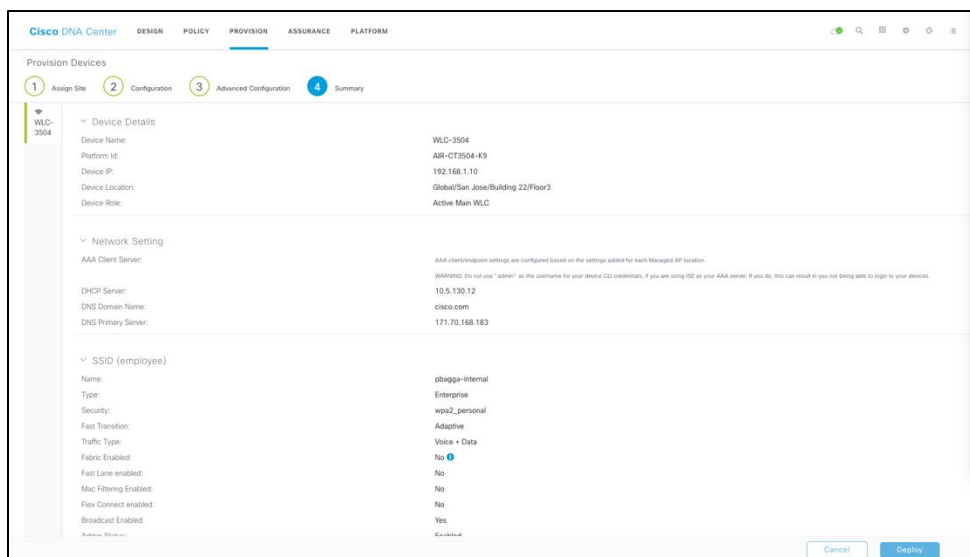 Cisco DNA Center DESIGN POLICY PROVISION ASSURANCE PLATFORM
Provision Devices
1 Assign Site 2 Configuration 3 Advanced Configuration 4 Summary
WLC-
3504
Device Details
Device Name: WLC-3504
Platform Id: AIR-CT3504-K9
Device IP: 192.168.1.10
Device Location: Global/San Jose/Building 22/Floor3
Device Role: Active Main WLC
Network Setting
AAA Client Server: AAA client/endpoint settings are configured based on the settings added for each Managed AP location.
WARNING: Do not use "admin" as the username for your device CLI credentials, if you are using ISE as your AAA server. If you do, this can result in you not being able to login to your devices.
DHCP Server: 10.5.130.12
DNS Domain Name: cisco.com
DNS Primary Server: 171.70.168.183
SSID (employee)
Name: pbagga-internal
Type: Enterprise
Security: wpa2_personal
Fast Transition: Adaptive
Traffic Type: Voice + Data
Fabric Enabled: No
Fast Lane enabled: No
Mac Filtering Enabled: No
Flex Connect enabled: No
Broadcast Enabled: Yes
Admin Status: Enabled
Cancel Deploy